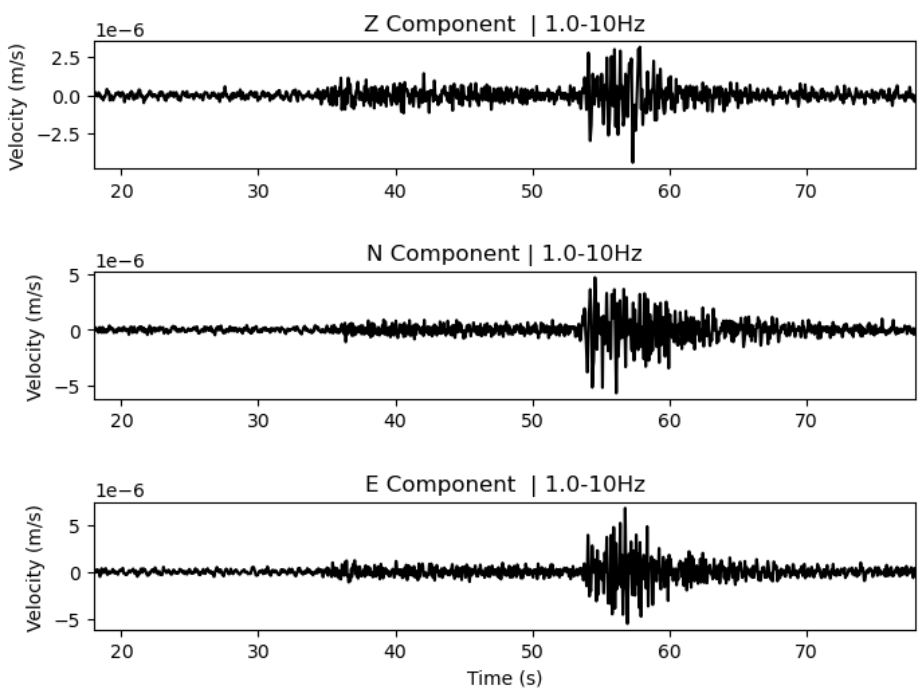 Z Component | 1.0-10Hz
1e−6
Velocity (m/s)
2.5
0.0
−2.5
20 30 40 50 60 70
N Component | 1.0-10Hz
1e−6
Velocity (m/s)
5
0
−5
20 30 40 50 60 70
E Component | 1.0-10Hz
1e−6
Velocity (m/s)
5
0
−5
20 30 40 50 60 70
Time (s)